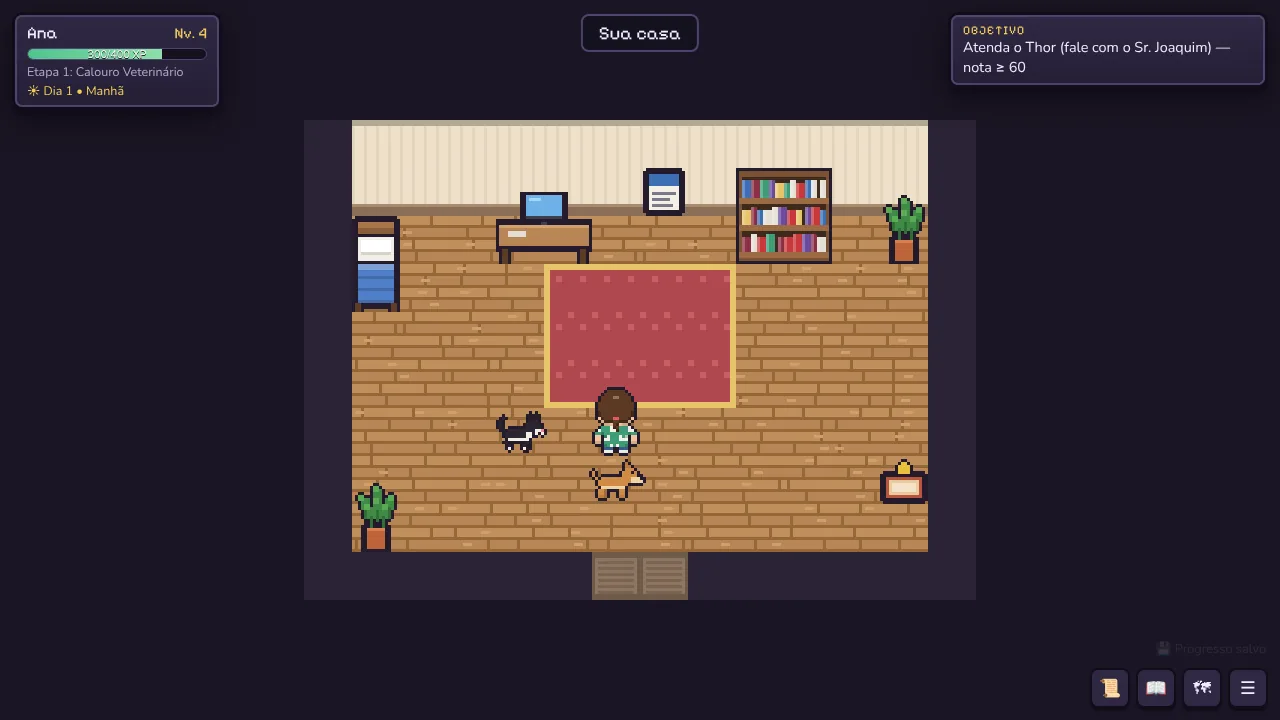 Ana
Nv. 4
300/400 XP
Etapa 1: Calouro Veterinário
☀ Dia 1 • Manhã
Sua casa
OBJETIVO
Atenda o Thor (fale com o Sr. Joaquim) —
nota ≥ 60
Progresso salvo